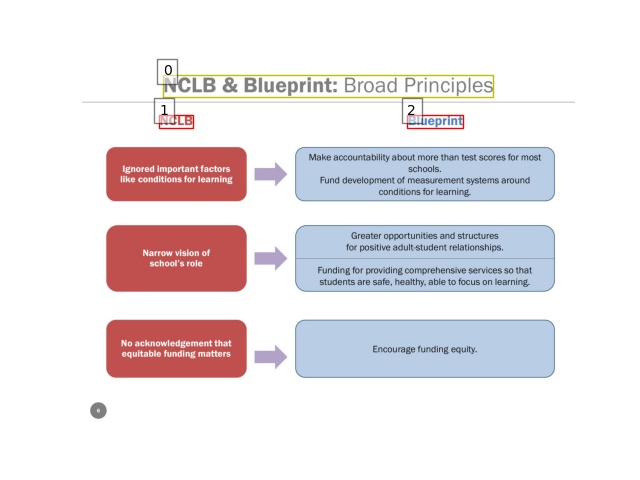 NCLB & Blueprint: Broad Principles
0
1
2
NCLB
Blueprint
Ignored important factors
like conditions for learning
Make accountability about more than test scores for most
schools.
Fund development of measurement systems around
conditions for learning.
Narrow vision of
school's role
Greater opportunities and structures
for positive adult-student relationships.
Funding for providing comprehensive services so that
students are safe, healthy, able to focus on learning.
No acknowledgement that
equitable funding matters
Encourage funding equity.
6